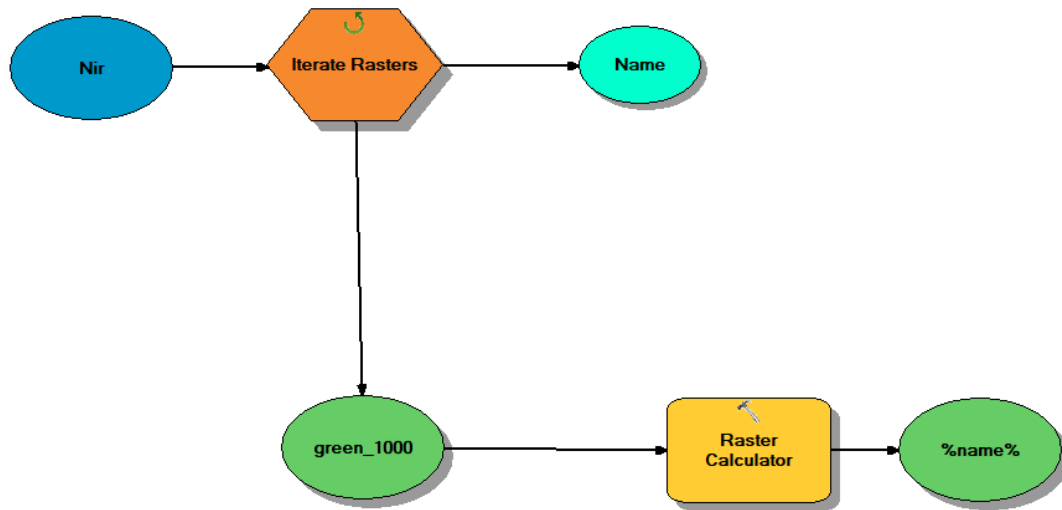 Nir
Iterate Rasters
Name
green_1000
Raster
Calculator
%name%